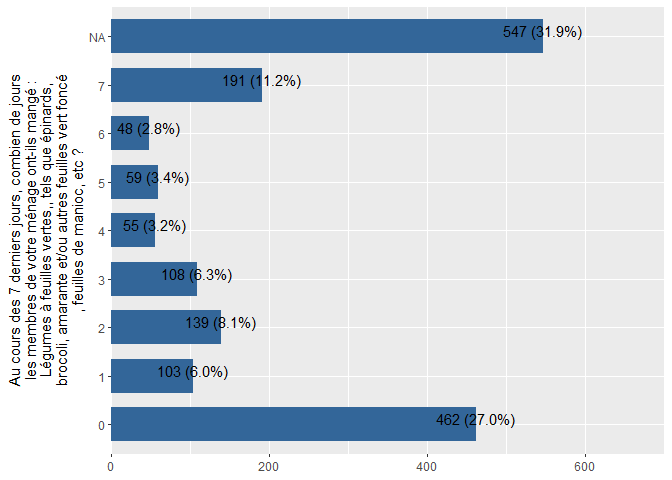 Au cours des 7 derniers jours, combien de jours
les membres de votre ménage ont-ils mangé :
Légumes à feuilles vertes,, tels que épinards,
brocoli, amarante et/ou autres feuilles vert foncé
, feuilles de manioc, etc ?
NA
547 (31.9%)
7
191 (11.2%)
6
48 (2.8%)
5
59 (3.4%)
4
55 (3.2%)
3
108 (6.3%)
2
139 (8.1%)
1
103 (6.0%)
0
462 (27.0%)
0 200 400 600